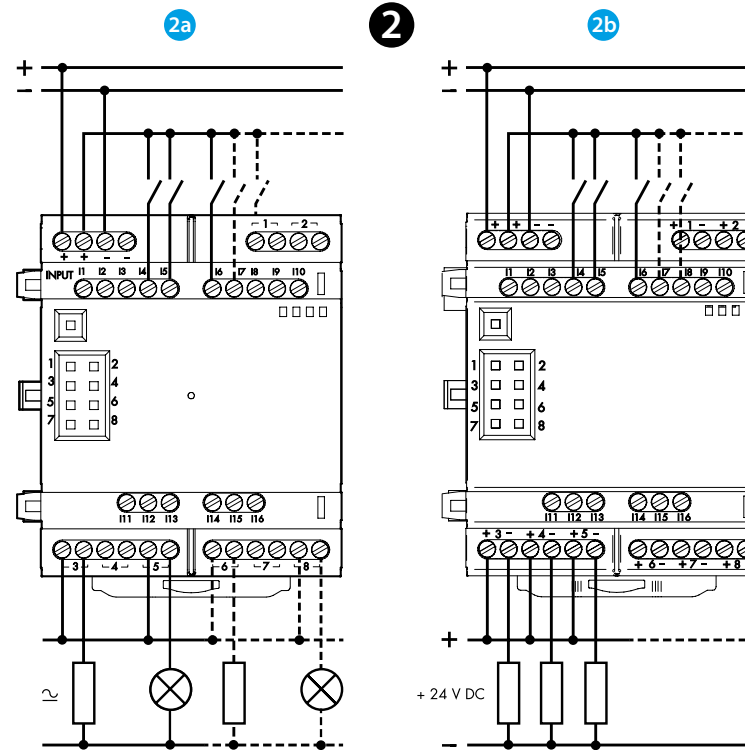 2a
2
2b
+
−
+ + − −
1 2
INPUT I1 I2 I3 I4 I5 I6 I7 I8 I9 I10
1 2
3 4
5 6
7 8
I11 I12 I13 I14 I15 I16
3 4 5 6 7 8
≃
+
−
+ + − −
+ 1 − + 2
I1 I2 I3 I4 I5 I6 I7 I8 I9 I10
1 2
3 4
5 6
7 8
I11 I12 I13 I14 I15 I16
+ 3 − + 4 − + 5 −
+ 6 − + 7 − + 8
+
+ 24 V DC
−